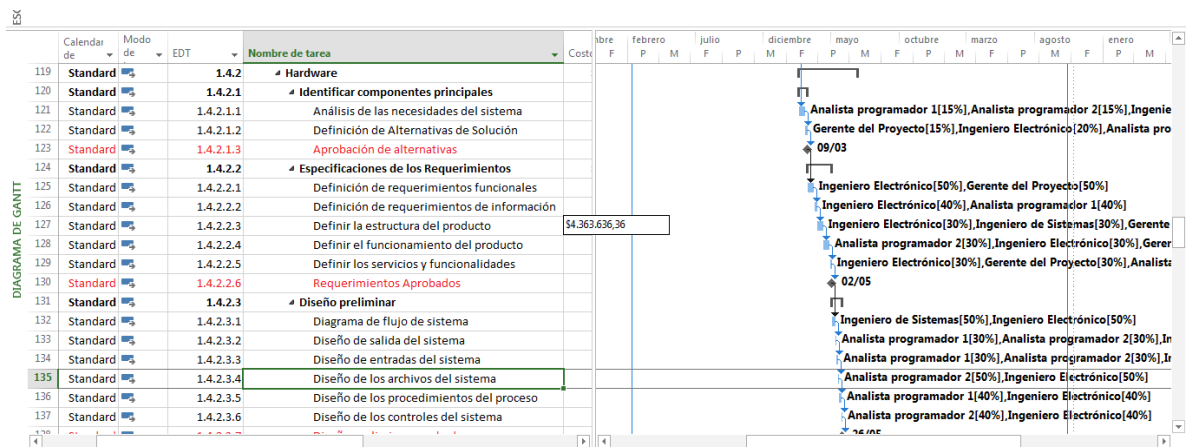 DIAGRAMA DE GANTT
Calendar de Modo de EDT Nombre de tarea Costo
bre febrero julio diciembre mayo octubre marzo agosto enero
F P M F P M F P M F P M F P M
119 Standard 1.4.2 Hardware
120 Standard 1.4.2.1 Identificar componentes principales
121 Standard 1.4.2.1.1 Análisis de las necesidades del sistema Analista programador 1[15%],Analista programador 2[15%],Ingenie
122 Standard 1.4.2.1.2 Definición de Alternativas de Solución Gerente del Proyecto[15%],Ingeniero Electrónico[20%],Analista pro
123 Standard 1.4.2.1.3 Aprobación de alternativas 09/03
124 Standard 1.4.2.2 Especificaciones de los Requerimientos
125 Standard 1.4.2.2.1 Definición de requerimientos funcionales Ingeniero Electrónico[50%],Gerente del Proyecto[50%]
126 Standard 1.4.2.2.2 Definición de requerimientos de información Ingeniero Electrónico[40%],Analista programador 1[40%]
127 Standard 1.4.2.2.3 Definir la estructura del producto $4.363.636,36 Ingeniero Electrónico[30%],Ingeniero de Sistemas[30%],Gerente
128 Standard 1.4.2.2.4 Definir el funcionamiento del producto Analista programador 2[30%],Ingeniero Electrónico[30%],Geren
129 Standard 1.4.2.2.5 Definir los servicios y funcionalidades Ingeniero Electrónico[30%],Gerente del Proyecto[30%],Analista
130 Standard 1.4.2.2.6 Requerimientos Aprobados 02/05
131 Standard 1.4.2.3 Diseño preliminar
132 Standard 1.4.2.3.1 Diagrama de flujo de sistema Ingeniero de Sistemas[50%],Ingeniero Electrónico[50%]
133 Standard 1.4.2.3.2 Diseño de salida del sistema Analista programador 1[30%],Analista programador 2[30%],In
134 Standard 1.4.2.3.3 Diseño de entradas del sistema Analista programador 1[30%],Analista programador 2[30%],In
135 Standard 1.4.2.3.4 Diseño de los archivos del sistema Analista programador 2[50%],Ingeniero Electrónico[50%]
136 Standard 1.4.2.3.5 Diseño de los procedimientos del proceso Analista programador 1[40%],Ingeniero Electrónico[40%]
137 Standard 1.4.2.3.6 Diseño de los controles del sistema Analista programador 2[40%],Ingeniero Electrónico[40%]